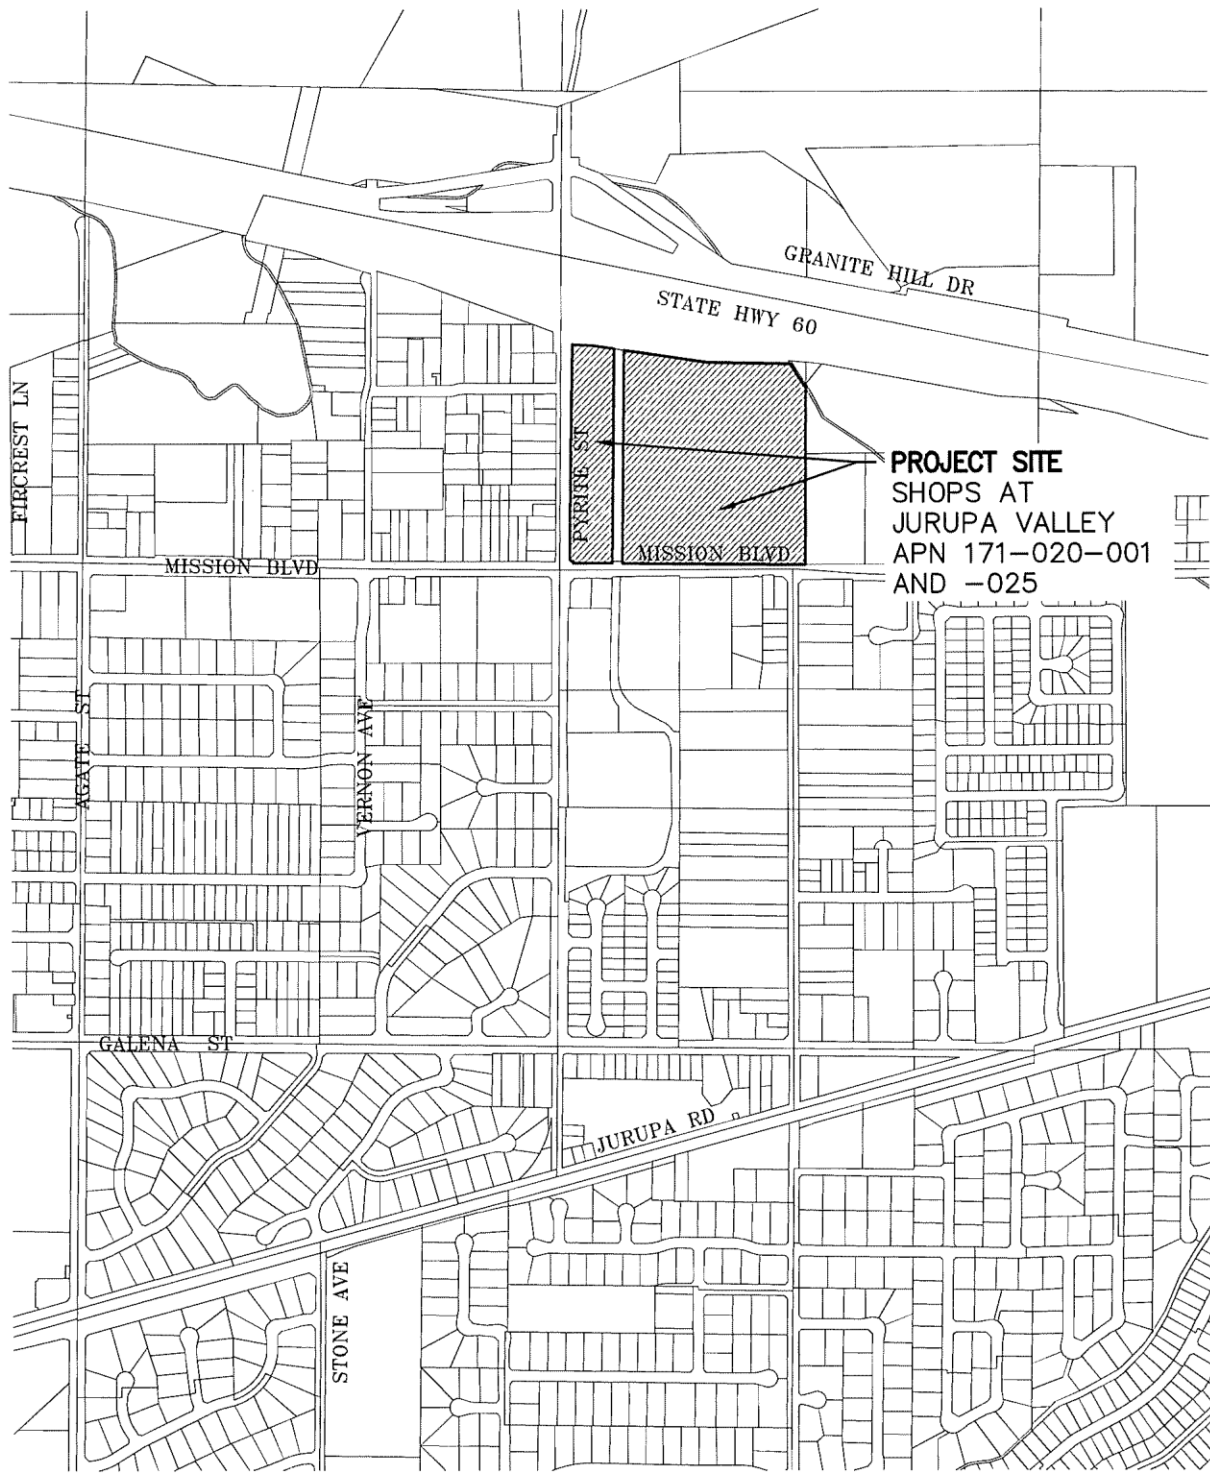 GRANITE HILL DR
STATE HWY 60
FIRCREST LN
PYRITE ST
PROJECT SITE
SHOPS AT
JURUPA VALLEY
APN 171-020-001
AND -025
MISSION BLVD
MISSION BLVD
AGATE ST
VERNON AVE
GALENA ST
JURUPA RD
STONE AVE